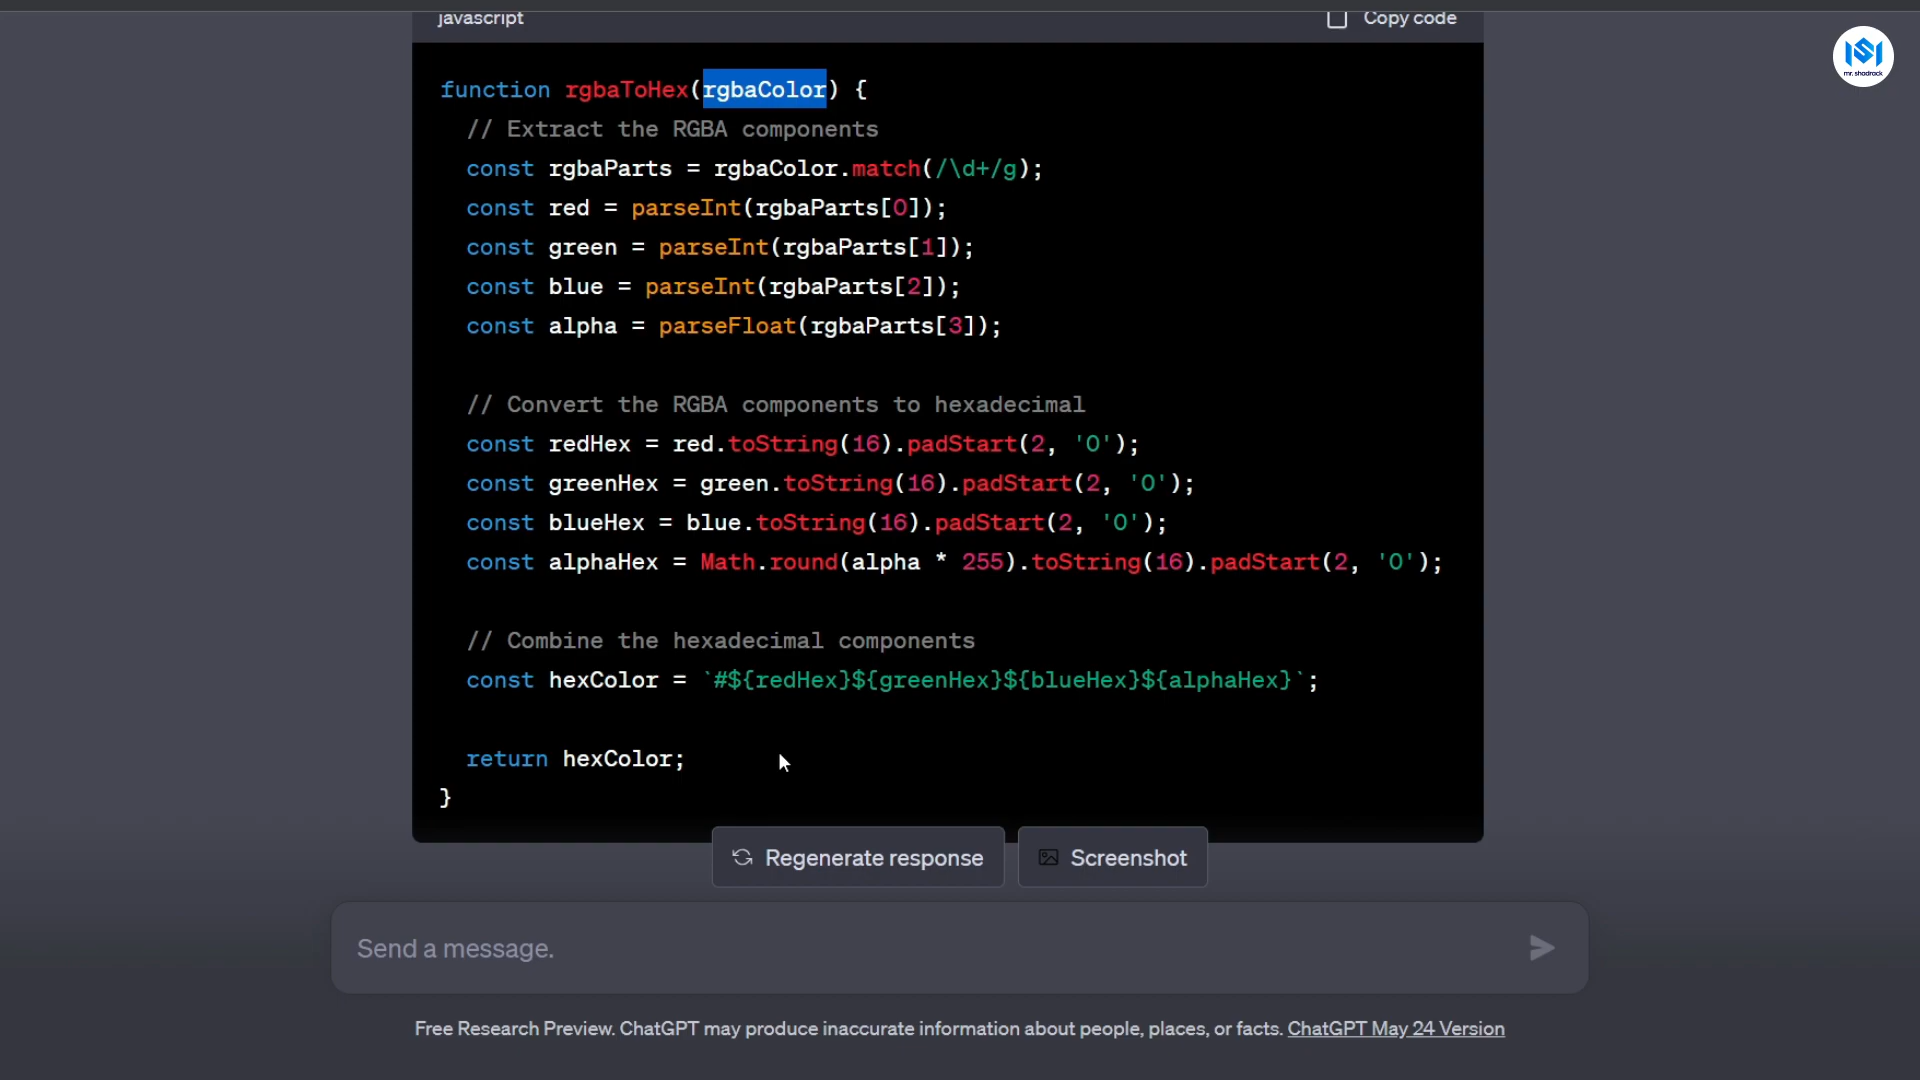 javascript
Copy code
mr. shadrack
function rgbaToHex(rgbaColor) {
// Extract the RGBA components
const rgbaParts = rgbaColor.match(/\d+/g);
const red = parseInt(rgbaParts[0]);
const green = parseInt(rgbaParts[1]);
const blue = parseInt(rgbaParts[2]);
const alpha = parseFloat(rgbaParts[3]);
// Convert the RGBA components to hexadecimal
const redHex = red.toString(16).padStart(2, '0');
const greenHex = green.toString(16).padStart(2, '0');
const blueHex = blue.toString(16).padStart(2, '0');
const alphaHex = Math.round(alpha * 255).toString(16).padStart(2, '0');
// Combine the hexadecimal components
const hexColor = `#${redHex}${greenHex}${blueHex}${alphaHex}`;
return hexColor;
}
Regenerate response
Screenshot
Send a message.
Free Research Preview. ChatGPT may produce inaccurate information about people, places, or facts. ChatGPT May 24 Version